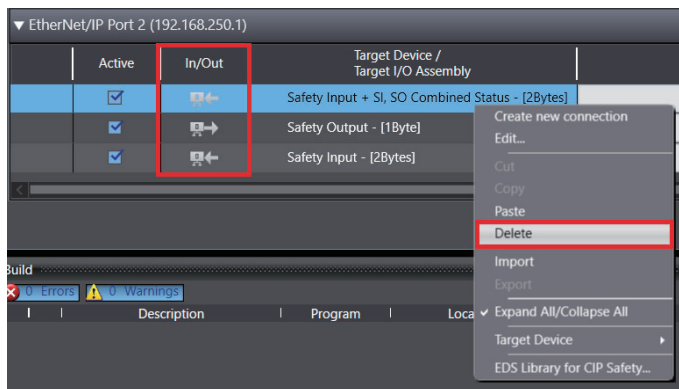 ▼ EtherNet/IP Port 2 (192.168.250.1)
Active In/Out Target Device /
Target I/O Assembly
Safety Input + SI, SO Combined Status - [2Bytes]
Safety Output - [1Byte]
Safety Input - [2Bytes]
Create new connection
Edit...
Cut
Copy
Paste
Delete
Import
Export
Expand All/Collapse All
Target Device
EDS Library for CIP Safety...
Build
0 Errors 0 Warnings
Description Program Loca